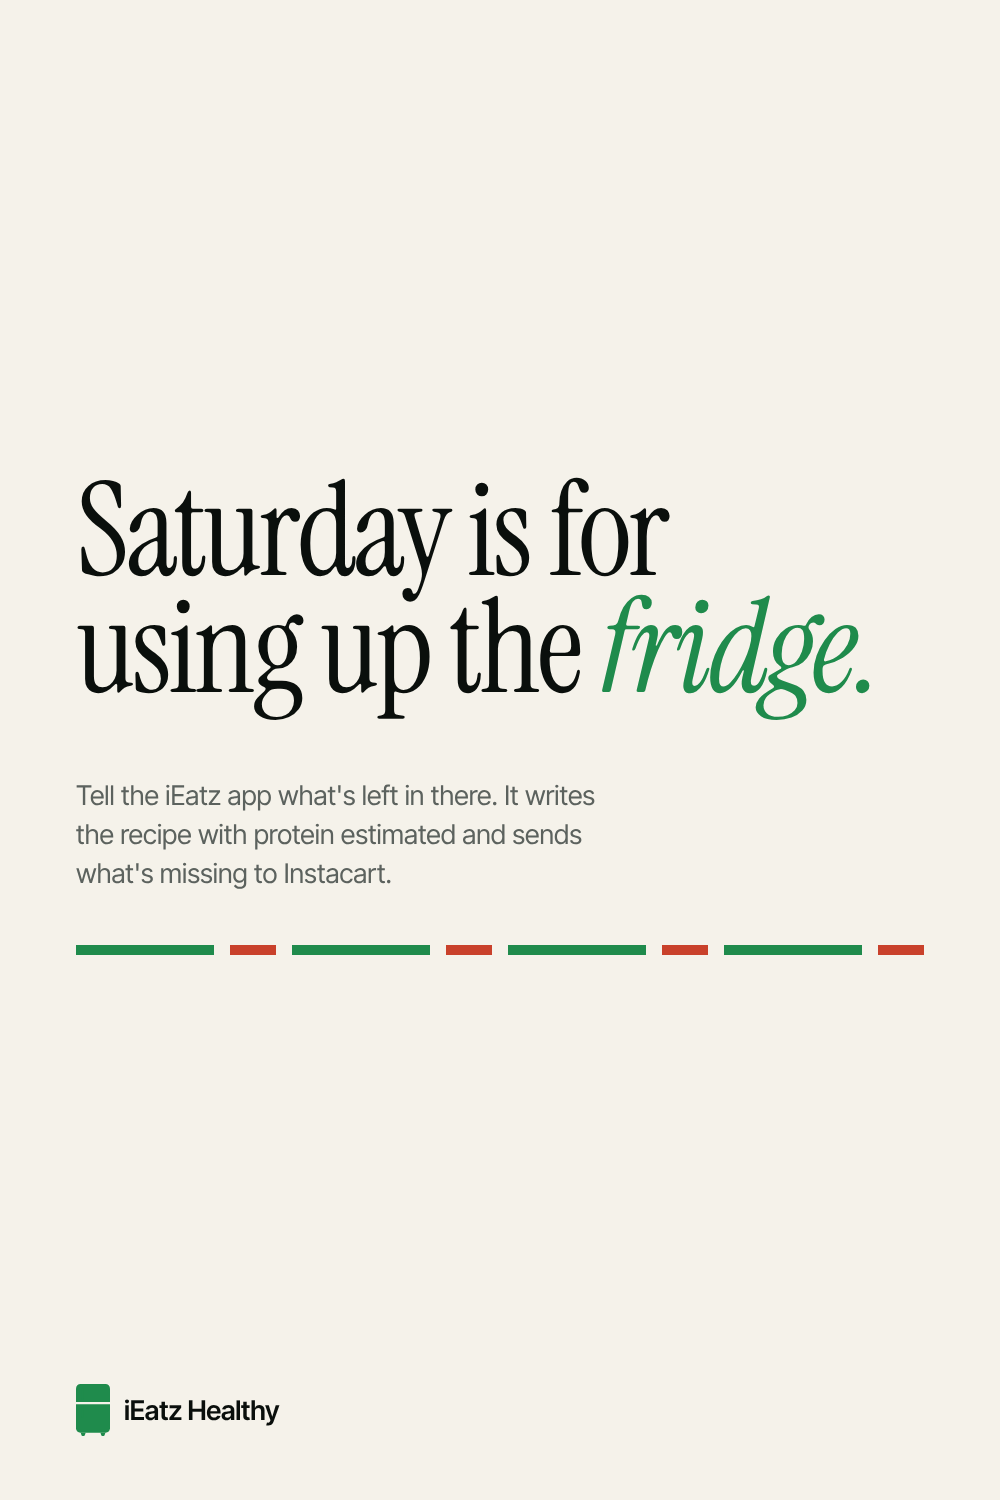 Saturday is for
using up the fridge.
Tell the iEatz app what's left in there. It writes
the recipe with protein estimated and sends
what's missing to Instacart.
iEatz Healthy